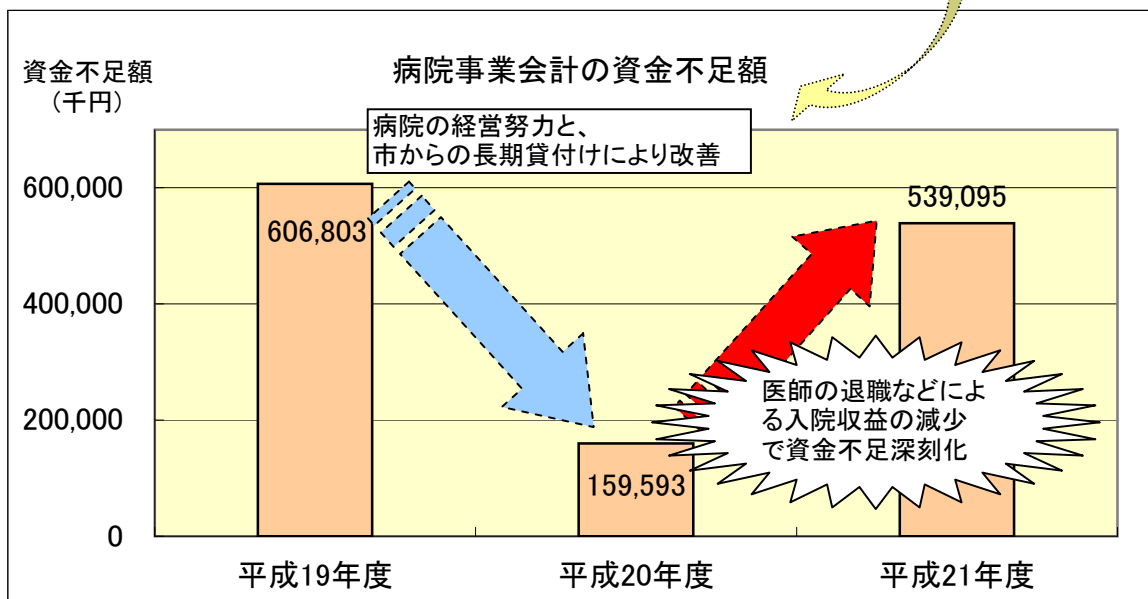 病院事業会計の資金不足額
資金不足額
（千円）
病院の経営努力と、
市からの長期貸付けにより改善
600,000
400,000
200,000
0
606,803
159,593
539,095
医師の退職などによ
る入院収益の減少
で資金不足深刻化
平成19年度
平成20年度
平成21年度